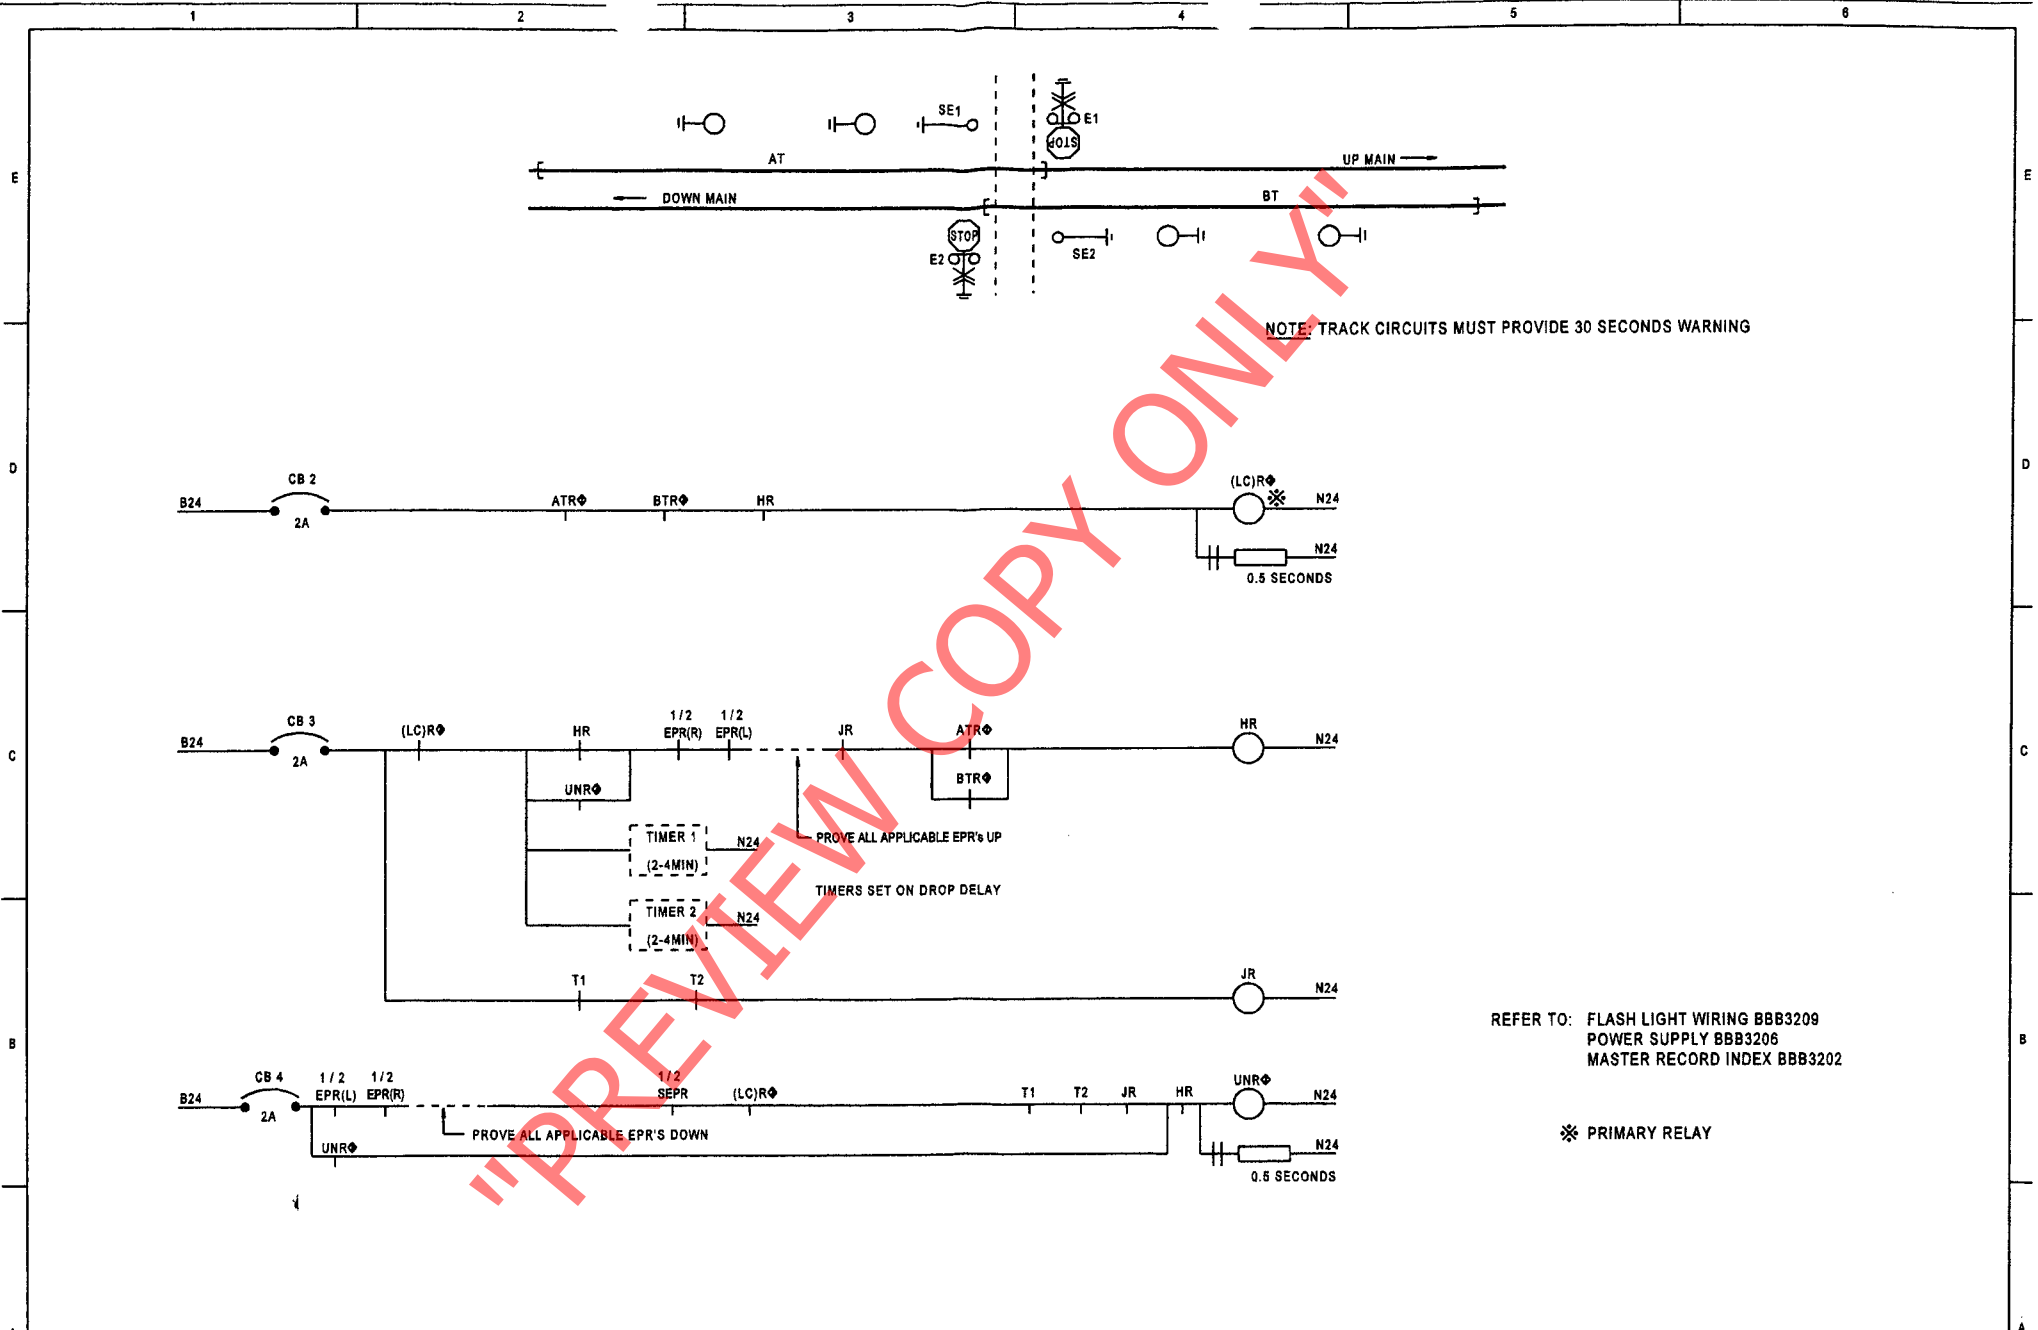 1 2 3 4 5 6
SE1
E1
STOP
AT
UP MAIN
E E
DOWN MAIN
BT
STOP
E2
SE2
NOTE: TRACK CIRCUITS MUST PROVIDE 30 SECONDS WARNING
D D
CB 2
(LC)R
B24
2A
ATR
BTR
HR
N24
N24
0.5 SECONDS
C C
CB 3
B24
2A
(LC)R
HR
1/2
EPR(R)
1/2
EPR(L)
JR
ATR
HR
N24
UNR
BTR
TIMER 1
(2-4MIN)
N24
PROVE ALL APPLICABLE EPR's UP
TIMERS SET ON DROP DELAY
TIMER 2
(2-4MIN)
N24
T1
T2
JR
N24
REFER TO: FLASH LIGHT WIRING BBB3209
POWER SUPPLY BBB3206
MASTER RECORD INDEX BBB3202
B B
CB 4
B24
2A
1/2
EPR(L)
1/2
EPR(R)
1/2
SEPR
(LC)R
T1
T2
JR
HR
UNR
N24
PROVE ALL APPLICABLE EPR'S DOWN
UNR
N24
0.5 SECONDS
※ PRIMARY RELAY
"PREVIEW COPY ONLY"